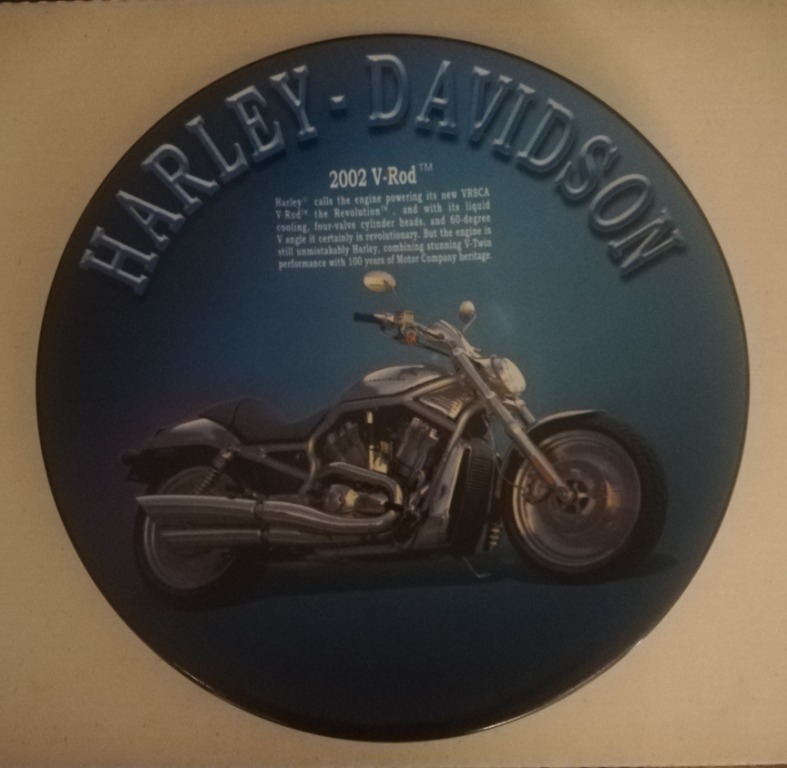 HARLEY - DAVIDSON
2002 V-Rod™
Harley® calls the engine powering its new VRSCA
V-Rod™ the Revolution™, and with its liquid
cooling, four-valve cylinder heads, and 60-degree
V angle it certainly is revolutionary. But the engine is
still unmistakably Harley, combining stunning V-Twin
performance with 100 years of Motor Company heritage.